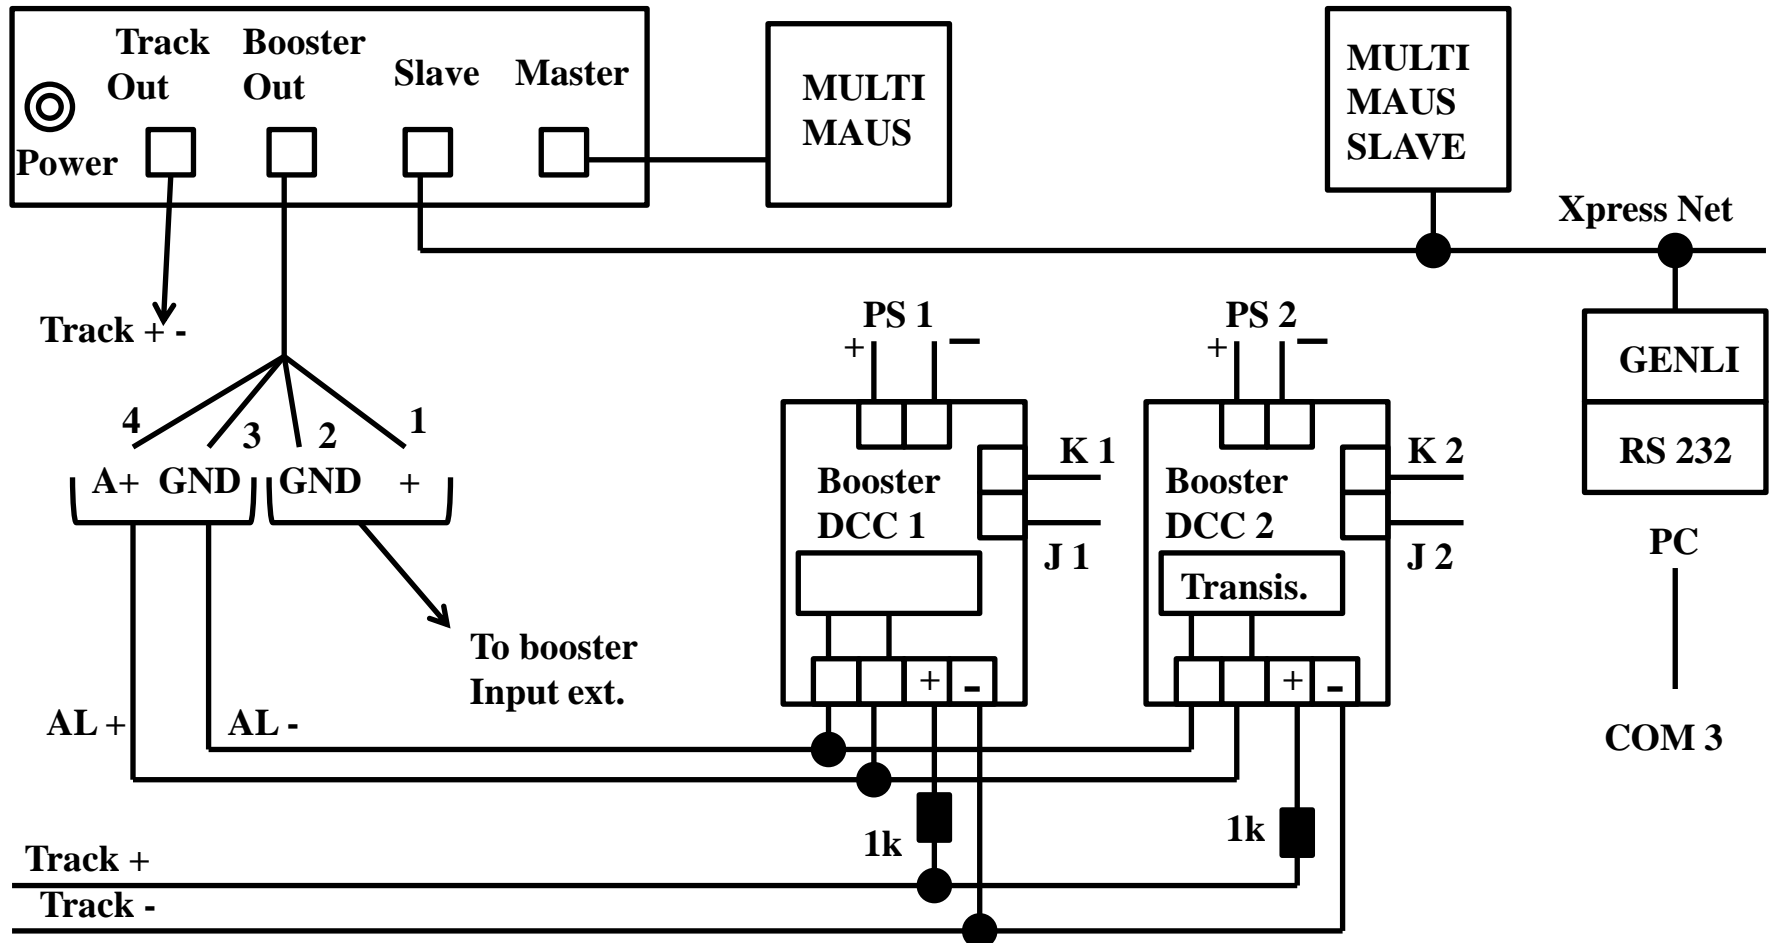 Track
Out
Booster
Out
Slave
Master
Power
MULTI
MAUS
MULTI
MAUS
SLAVE
Xpress Net
Track + -
PS 1
+ —
PS 2
+ —
GENLI
RS 232
PC
COM 3
4 3 2 1
A+ GND GND +
K 1
Booster
DCC 1
J 1
K 2
Booster
DCC 2
J 2
Transis.
To booster
Input ext.
+ -
+ -
AL +
AL -
1k
1k
Track +
Track -